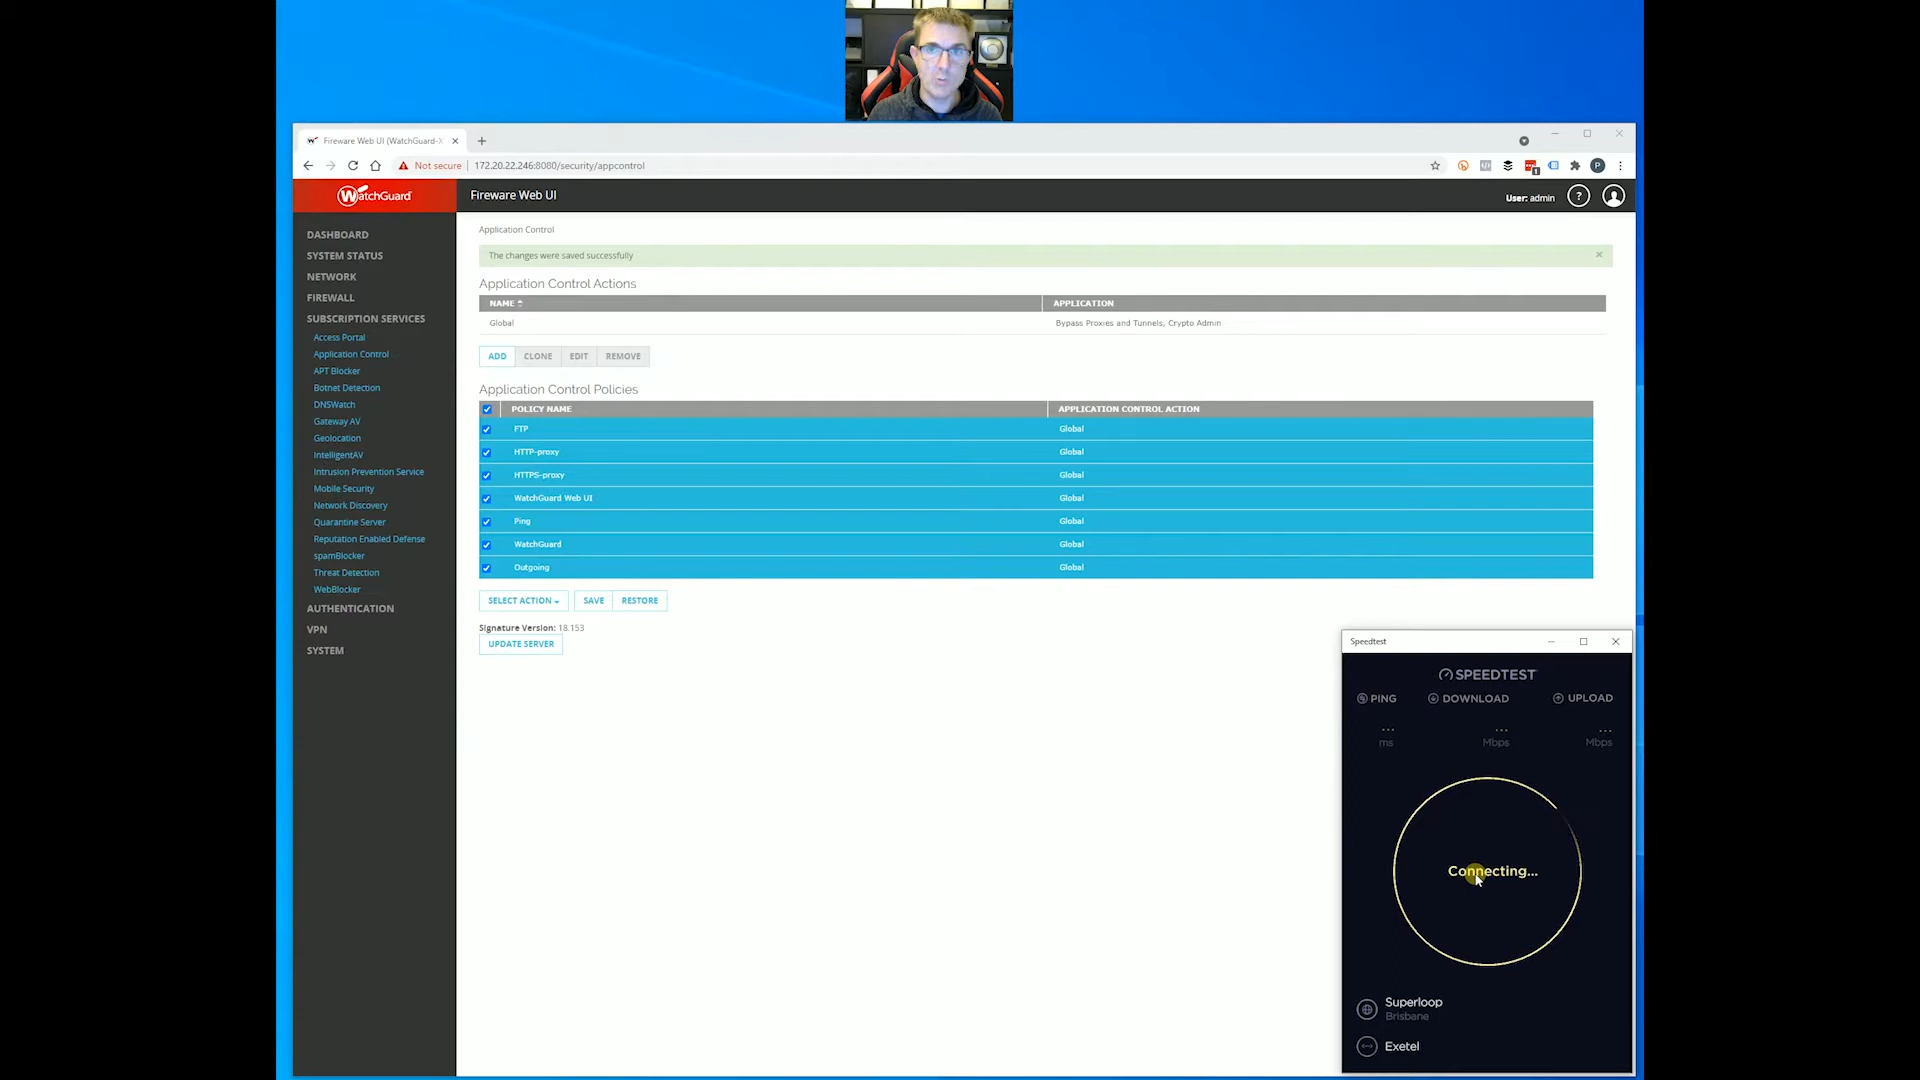 Fireware Web UI (WatchGuard-X
Not secure
172.20.22.246:8080/security/appcontrol
1
P
WatchGuard
Fireware Web UI
User: admin
?
DASHBOARD
SYSTEM STATUS
NETWORK
FIREWALL
SUBSCRIPTION SERVICES
Access Portal
Application Control
APT Blocker
Botnet Detection
DNSWatch
Gateway AV
Geolocation
IntelligentAV
Intrusion Prevention Service
Mobile Security
Network Discovery
Quarantine Server
Reputation Enabled Defense
spamBlocker
Threat Detection
WebBlocker
AUTHENTICATION
VPN
SYSTEM
Application Control
The changes were saved successfully
Application Control Actions
NAME APPLICATION
Global Bypass Proxies and Tunnels, Crypto Admin
ADD CLONE EDIT REMOVE
Application Control Policies
POLICY NAME APPLICATION CONTROL ACTION
FTP Global
HTTP-proxy Global
HTTPS-proxy Global
WatchGuard Web UI Global
Ping Global
WatchGuard Global
Outgoing Global
SELECT ACTION SAVE RESTORE
Signature Version: 18.153
UPDATE SERVER
Speedtest
SPEEDTEST
PING DOWNLOAD UPLOAD
... ... ...
ms Mbps Mbps
Connecting...
Superloop
Brisbane
Exetel